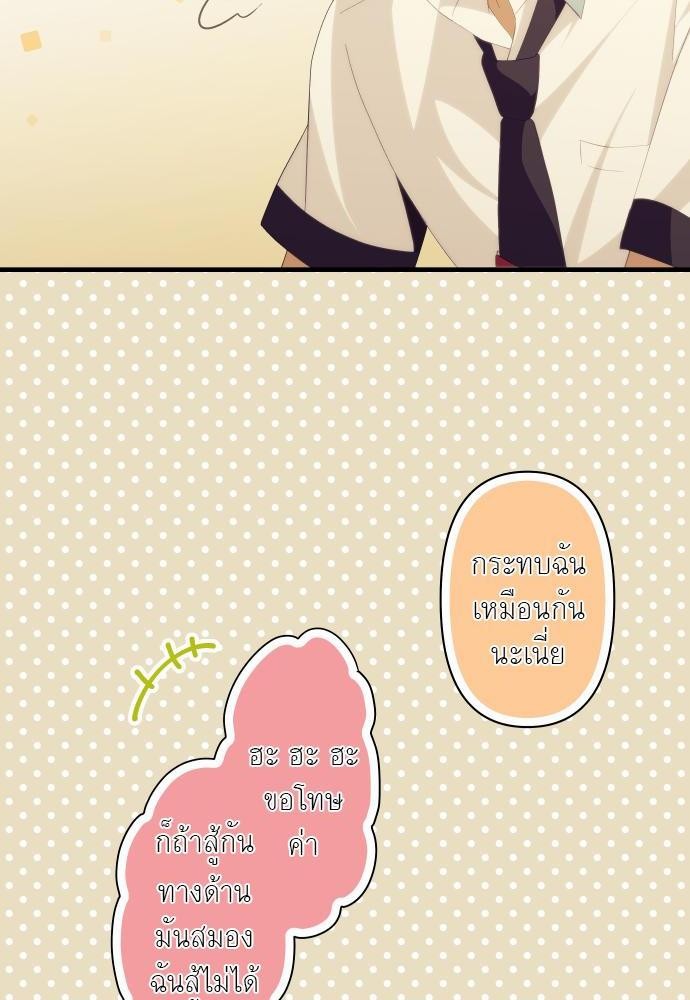 กระทบฉัน
เหมือนกัน
นะเนี่ย
ฮะ ฮะ ฮะ
ขอโทษ
ค่า
ก็ถ้าสู้กัน
ทางด้าน
มันสมอง
ฉันสู้ไม่ได้